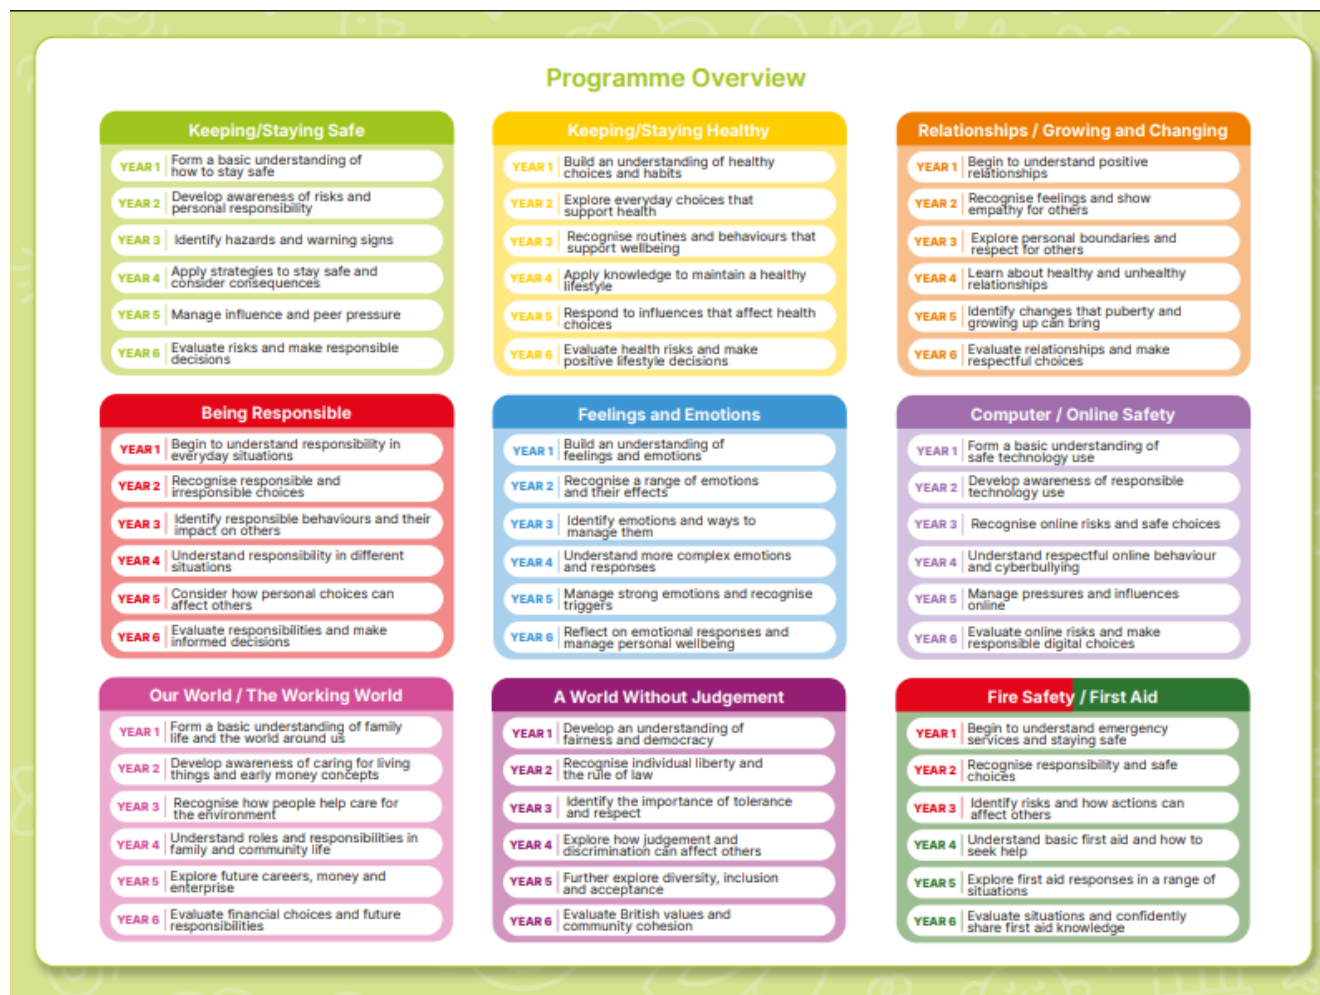 Programme Overview
Keeping/Staying Safe
YEAR 1 Form a basic understanding of
how to stay safe
YEAR 2 Develop awareness of risks and
personal responsibility
YEAR 3 Identify hazards and warning signs
YEAR 4 Apply strategies to stay safe and
consider consequences
YEAR 5 Manage influence and peer pressure
YEAR 6 Evaluate risks and make responsible
decisions
Keeping/Staying Healthy
YEAR 1 Build an understanding of healthy
choices and habits
YEAR 2 Explore everyday choices that
support health
YEAR 3 Recognise routines and behaviours that
support wellbeing
YEAR 4 Apply knowledge to maintain a healthy
lifestyle
YEAR 5 Respond to influences that affect health
choices
YEAR 6 Evaluate health risks and make
positive lifestyle decisions
Relationships / Growing and Changing
YEAR 1 Begin to understand positive
relationships
YEAR 2 Recognise feelings and show
empathy for others
YEAR 3 Explore personal boundaries and
respect for others
YEAR 4 Learn about healthy and unhealthy
relationships
YEAR 5 Identify changes that puberty and
growing up can bring
YEAR 6 Evaluate relationships and make
respectful choices
Being Responsible
YEAR 1 Begin to understand responsibility in
everyday situations
YEAR 2 Recognise responsible and
irresponsible choices
YEAR 3 Identify responsible behaviours and their
impact on others
YEAR 4 Understand responsibility in different
situations
YEAR 5 Consider how personal choices can
affect others
YEAR 6 Evaluate responsibilities and make
informed decisions
Feelings and Emotions
YEAR 1 Build an understanding of
feelings and emotions
YEAR 2 Recognise a range of emotions
and their effects
YEAR 3 Identify emotions and ways to
manage them
YEAR 4 Understand more complex emotions
and responses
YEAR 5 Manage strong emotions and recognise
triggers
YEAR 6 Reflect on emotional responses and
manage personal wellbeing
Computer / Online Safety
YEAR 1 Form a basic understanding of
safe technology use
YEAR 2 Develop awareness of responsible
technology use
YEAR 3 Recognise online risks and safe choices
YEAR 4 Understand respectful online behaviour
and cyberbullying
YEAR 5 Manage pressures and influences
online
YEAR 6 Evaluate online risks and make
responsible digital choices
Our World / The Working World
YEAR 1 Form a basic understanding of family
life and the world around us
YEAR 2 Develop awareness of caring for living
things and early money concepts
YEAR 3 Recognise how people help care for
the environment
YEAR 4 Understand roles and responsibilities in
family and community life
YEAR 5 Explore future careers, money and
enterprise
YEAR 6 Evaluate financial choices and future
responsibilities
A World Without Judgement
YEAR 1 Develop an understanding of
fairness and democracy
YEAR 2 Recognise individual liberty and
the rule of law
YEAR 3 Identify the importance of tolerance
and respect
YEAR 4 Explore how judgement and
discrimination can affect others
YEAR 5 Further explore diversity, inclusion
and acceptance
YEAR 6 Evaluate British values and
community cohesion
Fire Safety / First Aid
YEAR 1 Begin to understand emergency
services and staying safe
YEAR 2 Recognise responsibility and safe
choices
YEAR 3 Identify risks and how actions can
affect others
YEAR 4 Understand basic first aid and how to
seek help
YEAR 5 Explore first aid responses in a range of
situations
YEAR 6 Evaluate situations and confidently
share first aid knowledge